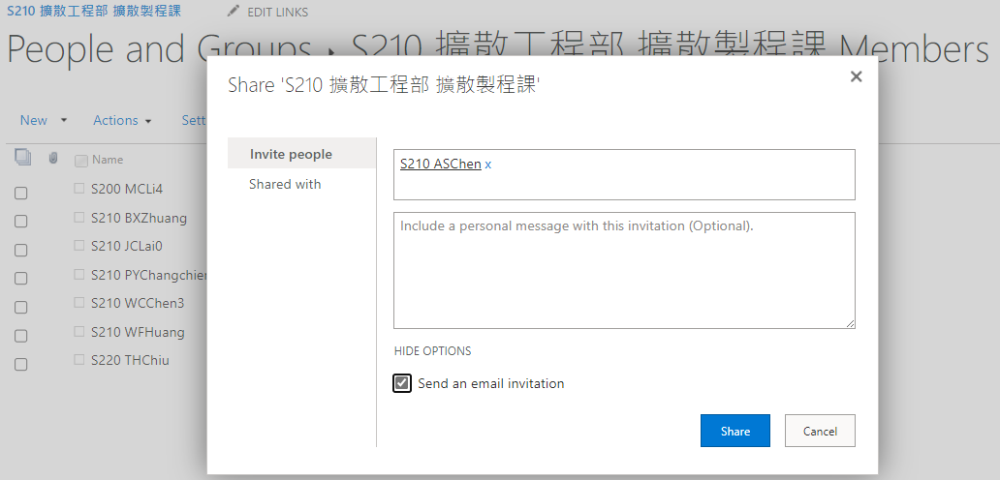 S210 擴散工程部 擴散製程課
EDIT LINKS
People and Groups ▸ S210 擴散工程部 擴散製程課 Members
Share 'S210 擴散工程部 擴散製程課'
New
Actions
Sett
Name
S200 MCLi4
S210 BXZhuang
S210 JCLai0
S210 PYChangchien
S210 WCChen3
S210 WFHuang
S220 THChiu
Invite people
Shared with
S210 ASChen x
Include a personal message with this invitation (Optional).
HIDE OPTIONS
Send an email invitation
Share
Cancel